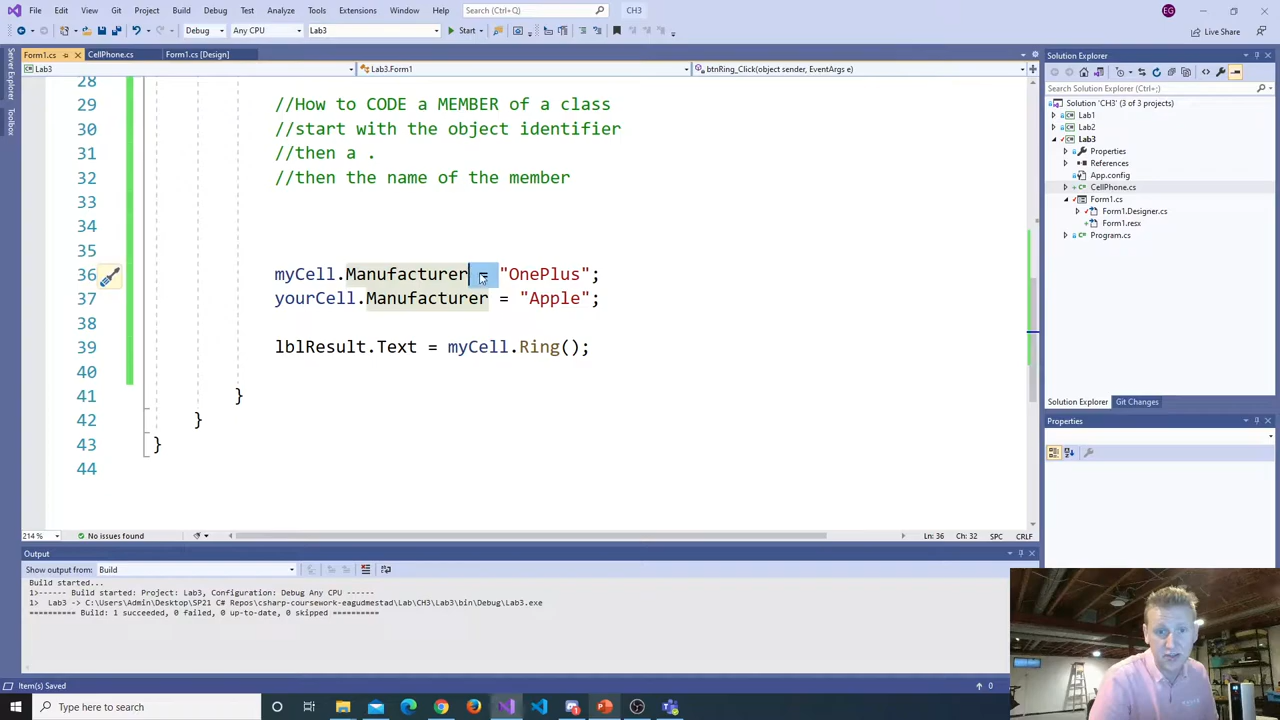 File Edit View Git Project Build Debug Test Analyze Tools Extensions Window Help Search (Ctrl+Q) CH3 EG
Debug Any CPU Lab3 Start Live Share
Form1.cs CellPhone.cs Form1.cs [Design]
Lab3 Lab3.Form1 btnRing_Click(object sender, EventArgs e)
Server Explorer
Toolbox
28
29 //How to CODE a MEMBER of a class
30 //start with the object identifier
31 //then a .
32 //then the name of the member
33
34
35
36 myCell.Manufacturer = "OnePlus";
37 yourCell.Manufacturer = "Apple";
38
39 lblResult.Text = myCell.Ring();
40
41 }
42 }
43 }
44
214 % No issues found Ln: 36 Ch: 32 SPC CRLF
Output
Show output from: Build
Build started...
1>------ Build started: Project: Lab3, Configuration: Debug Any CPU ------
1> Lab3 -> C:\Users\Admin\Desktop\SP21 C# Repos\csharp-coursework-eagudmestad\Lab\CH3\Lab3\bin\Debug\Lab3.exe
========== Build: 1 succeeded, 0 failed, 0 up-to-date, 0 skipped ==========
Solution Explorer
Search Solution Explorer (Ctrl+;)
Solution 'CH3' (3 of 3 projects)
Lab1
Lab2
Lab3
Properties
References
App.config
CellPhone.cs
Form1.cs
Form1.Designer.cs
Form1.resx
Program.cs
Solution Explorer Git Changes
Properties
Item(s) Saved 0
Type here to search